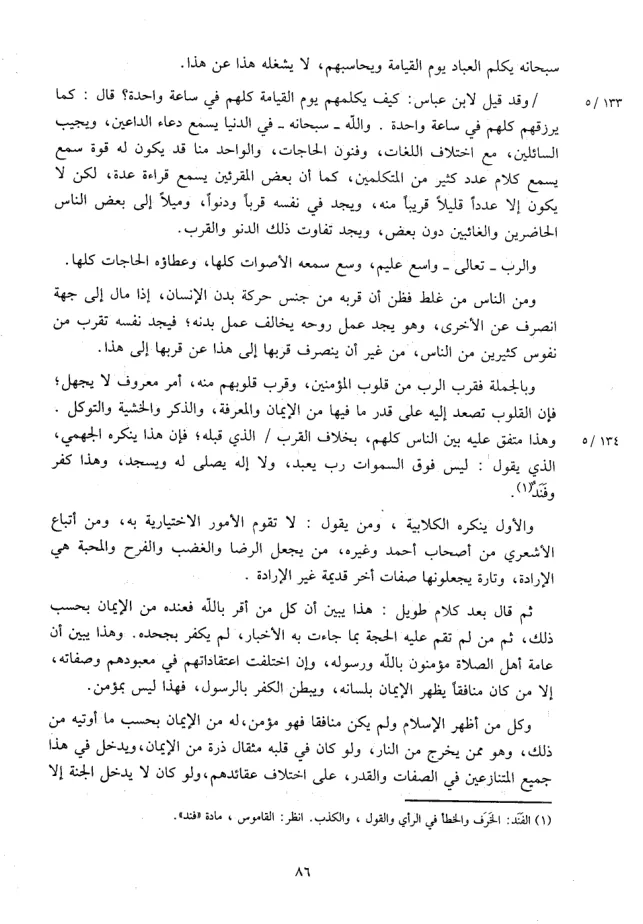 سبحانه يكلم العباد يوم القيامة ويحاسبهم، لا يشغله هذا عن هذا.
٥/١٣٣
/ وقد قيل لابن عباس: كيف يكلمهم يوم القيامة كلهم في ساعة واحدة؟ قال : كما
يرزقهم كلهم في ساعة واحدة . والله ـ سبحانه ـ في الدنيا يسمع دعاء الداعين، ويجيب
السائلين، مع اختلاف اللغات، وفنون الحاجات، والواحد منا قد يكون له قوة سمع
يسمع كلام عدد كثير من المتكلمين، كما أن بعض المقرئين يسمع قراءة عدة، لكن لا
يكون إلا عدداً قليلاً قريباً منه، ويجد في نفسه قرباً ودنواً، وميلاً إلى بعض الناس
الحاضرين والغائبين دون بعض، ويجد تفاوت ذلك الدنو والقرب.
والرب ـ تعالى ـ واسع عليم، وسع سمعه الأصوات كلها، وعطاؤه الحاجات كلها.
ومن الناس من غلط فظن أن قربه من جنس حركة بدن الإنسان، إذا مال إلى جهة
انصرف عن الأخرى، وهو يجد عمل روحه يخالف عمل بدنه؛ فيجد نفسه تقرب من
نفوس كثيرين من الناس، من غير أن ينصرف قربها إلى هذا عن قربها إلى هذا.
وبالجملة فقرب الرب من قلوب المؤمنين، وقرب قلوبهم منه، أمر معروف لا يجهل؛
فإن القلوب تصعد إليه على قدر ما فيها من الإيمان والمعرفة، والذكر والخشية والتوكل .
٥/١٣٤
وهذا متفق عليه بين الناس كلهم، بخلاف القرب / الذي قبله؛ فإن هذا ينكره الجهمي،
الذي يقول : ليس فوق السموات رب يعبد، ولا إله يصلى له ويسجد، وهذا كفر
وفَنَد(١).
والأول ينكره الكلابية ، ومن يقول : لا تقوم الأمور الاختيارية به، ومن أتباع
الأشعري من أصحاب أحمد وغيره، من يجعل الرضا والغضب والفرح والمحبة هي
الإرادة، وتارة يجعلونها صفات أخر قديمة غير الإرادة .
ثم قال بعد كلام طويل : هذا يبين أن كل من أقر بالله فعنده من الإيمان بحسب
ذلك، ثم من لم تقم عليه الحجة بما جاءت به الأخبار، لم يكفر بجحده. وهذا يبين أن
عامة أهل الصلاة مؤمنون بالله ورسوله، وإن اختلفت اعتقاداتهم في معبودهم وصفاته،
إلا من كان منافقاً يظهر الإيمان بلسانه، ويبطن الكفر بالرسول، فهذا ليس بمؤمن.
وكل من أظهر الإسلام ولم يكن منافقا فهو مؤمن،له من الإيمان بحسب ما أوتيه من
ذلك، وهو ممن يخرج من النار، ولو كان في قلبه مثقال ذرة من الإيمان،ويدخل في هذا
جميع المتنازعين في الصفات والقدر، على اختلاف عقائدهم،ولو كان لا يدخل الجنة إلا
(١) الفَنَد: الخَرَف والخطأ في الرأي والقول ، والكذب. انظر: القاموس ، مادة «فند».
٨٦